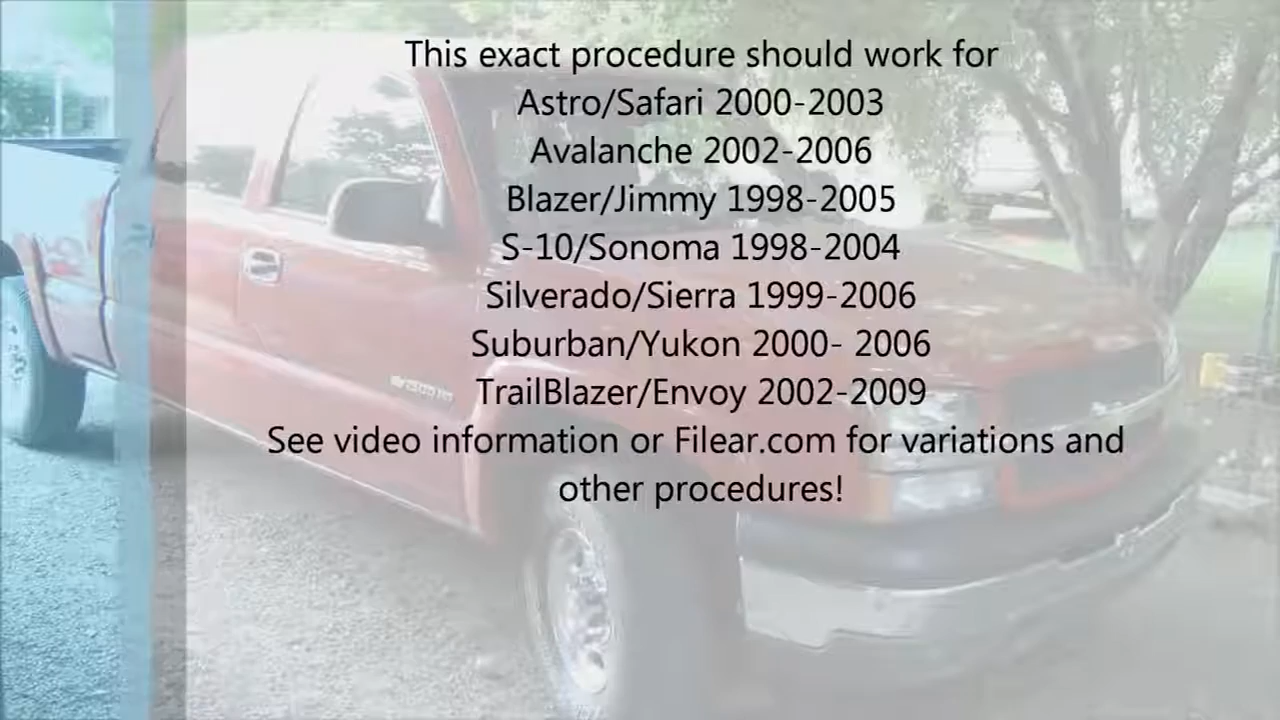 This exact procedure should work for
Astro/Safari 2000-2003
Avalanche 2002-2006
Blazer/Jimmy 1998-2005
S-10/Sonoma 1998-2004
Silverado/Sierra 1999-2006
Suburban/Yukon 2000- 2006
TrailBlazer/Envoy 2002-2009
See video information or Filear.com for variations and
other procedures!